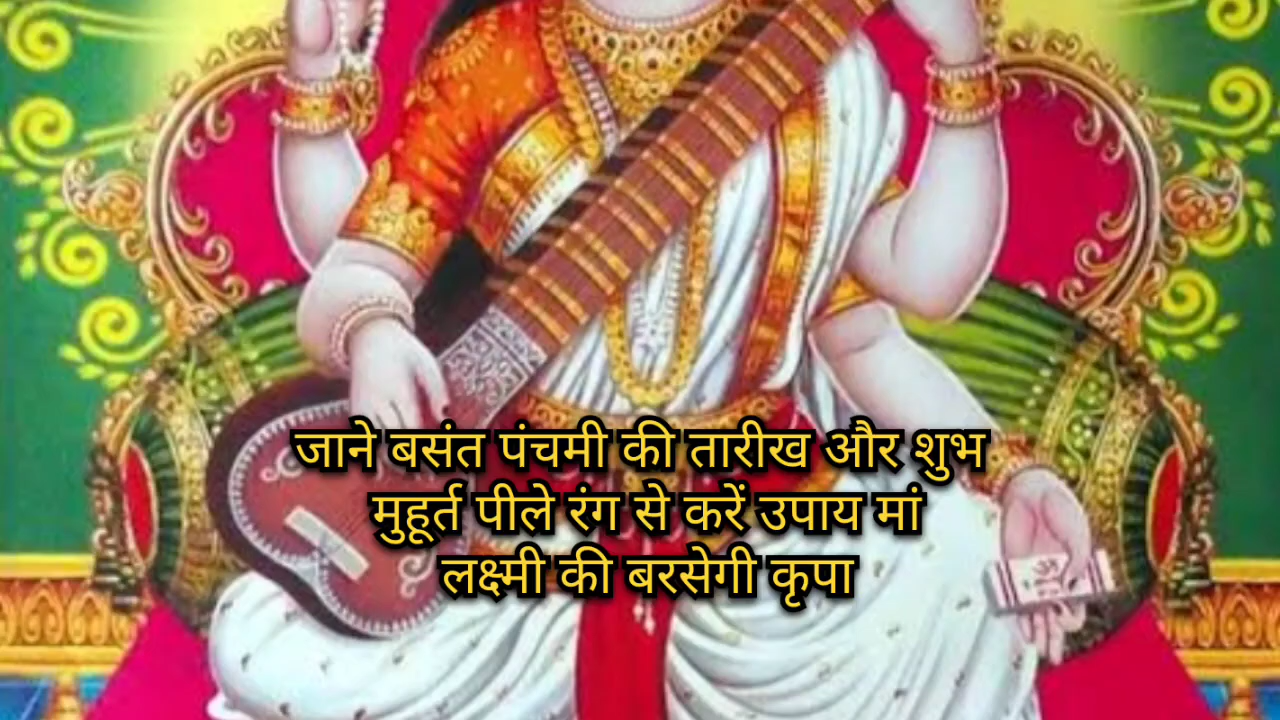 जाने बसंत पंचमी की तारीख और शुभ
मुहूर्त पीले रंग से करें उपाय मां
लक्ष्मी की बरसेगी कृपा